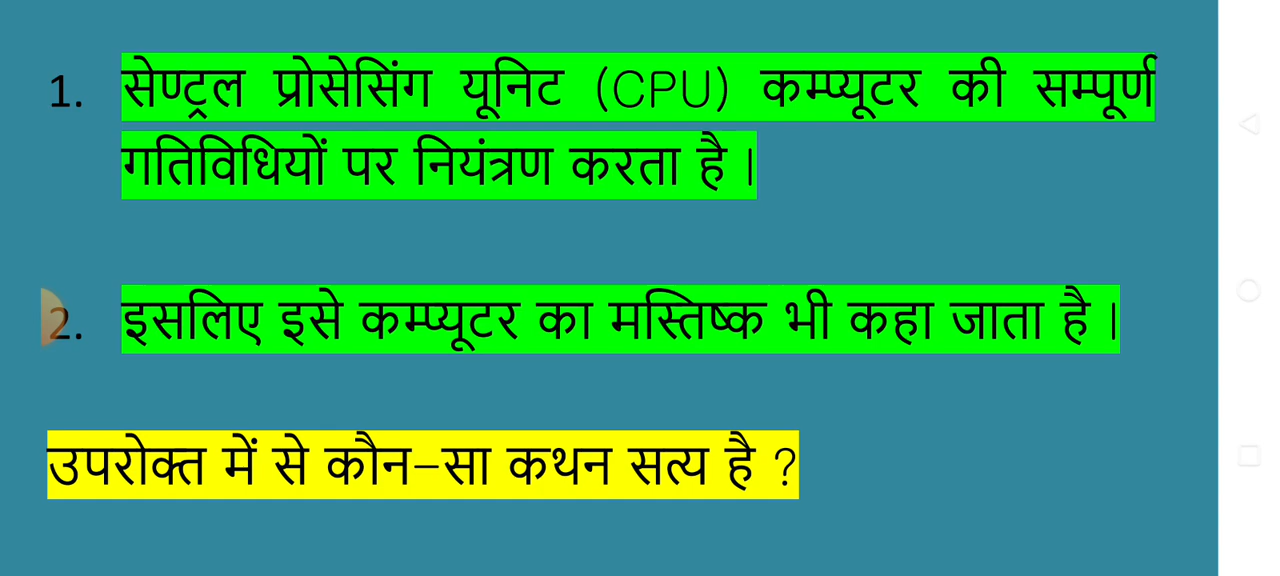 1. सेण्ट्रल प्रोसेसिंग यूनिट (CPU) कम्प्यूटर की सम्पूर्ण
गतिविधियों पर नियंत्रण करता है।
2. इसलिए इसे कम्प्यूटर का मस्तिष्क भी कहा जाता है।
उपरोक्त में से कौन–सा कथन सत्य है ?